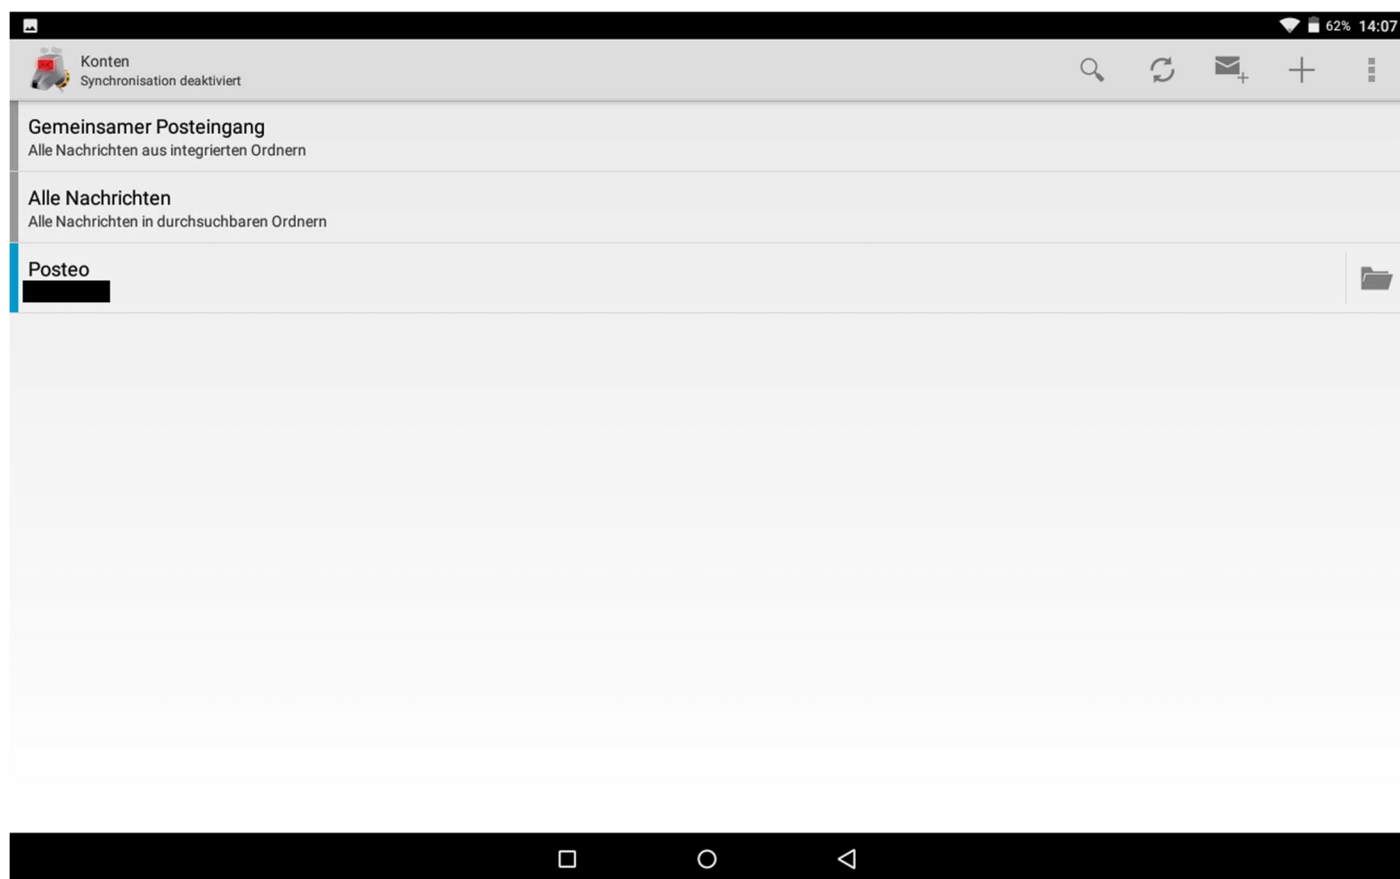 62% 14:07
Konten
Synchronisation deaktiviert
Gemeinsamer Posteingang
Alle Nachrichten aus integrierten Ordnern
Alle Nachrichten
Alle Nachrichten in durchsuchbaren Ordnern
Posteo